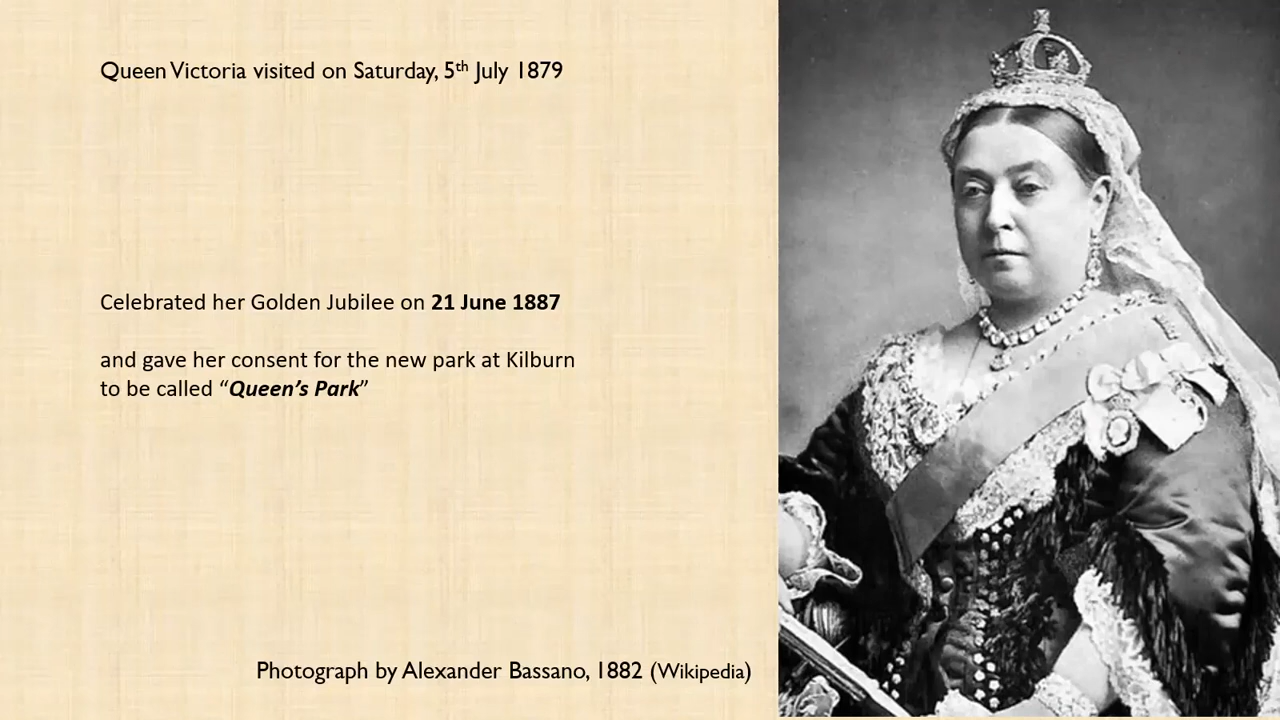 Queen Victoria visited on Saturday, 5th July 1879
Celebrated her Golden Jubilee on 21 June 1887
and gave her consent for the new park at Kilburn
to be called “Queen’s Park”
Photograph by Alexander Bassano, 1882 (Wikipedia)